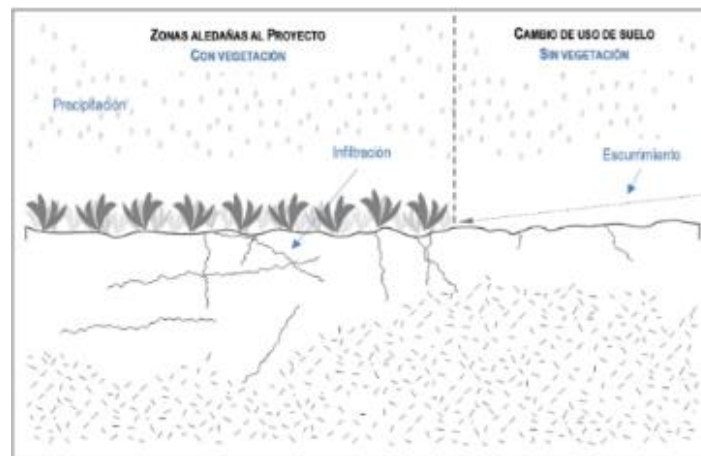 ZONAS ALEDAÑAS AL PROYECTO
CON VEGETACIÓN
CAMBIO DE USO DE SUELO
SIN VEGETACIÓN
Precipitación
Infiltración
Escurrimiento